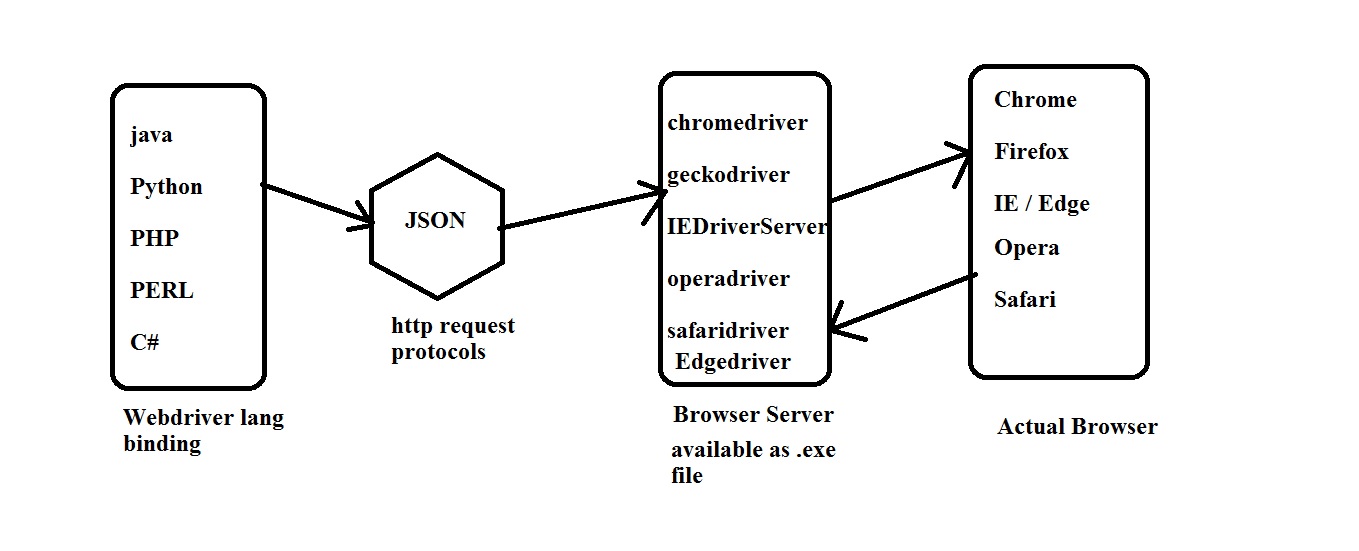 java
Python
PHP
PERL
C#
Webdriver lang
binding
JSON
http request
protocols
chromedriver
geckodriver
IEDriverServer
operadriver
safaridriver
Edgedriver
Browser Server
available as .exe
file
Chrome
Firefox
IE / Edge
Opera
Safari
Actual Browser